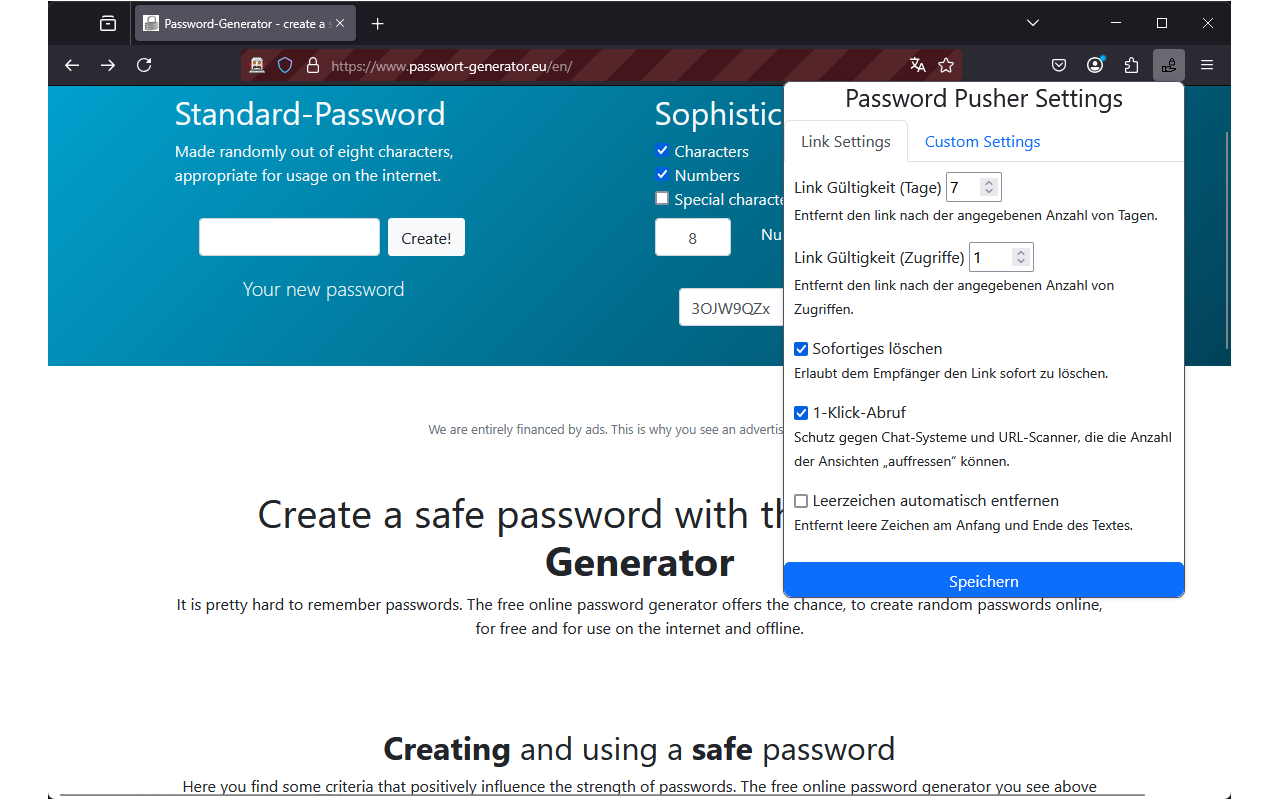 Password-Generator - create a s
https://www.passwort-generator.eu/en/
Standard-Password
Made randomly out of eight characters,
appropriate for usage on the internet.
Create!
Your new password
Sophistic
Characters
Numbers
Special characte
8
Nu
3OJW9QZx
Password Pusher Settings
Link Settings
Custom Settings
Link Gültigkeit (Tage) 7
Entfernt den link nach der angegebenen Anzahl von Tagen.
Link Gültigkeit (Zugriffe) 1
Entfernt den link nach der angegebenen Anzahl von
Zugriffen.
Sofortiges löschen
Erlaubt dem Empfänger den Link sofort zu löschen.
1-Klick-Abruf
Schutz gegen Chat-Systeme und URL-Scanner, die die Anzahl
der Ansichten „auffressen“ können.
Leerzeichen automatisch entfernen
Entfernt leere Zeichen am Anfang und Ende des Textes.
Speichern
We are entirely financed by ads. This is why you see an advertis
Create a safe password with th
Generator
It is pretty hard to remember passwords. The free online password generator offers the chance, to create random passwords online,
for free and for use on the internet and offline.
Creating and using a safe password
Here you find some criteria that positively influence the strength of passwords. The free online password generator you see above